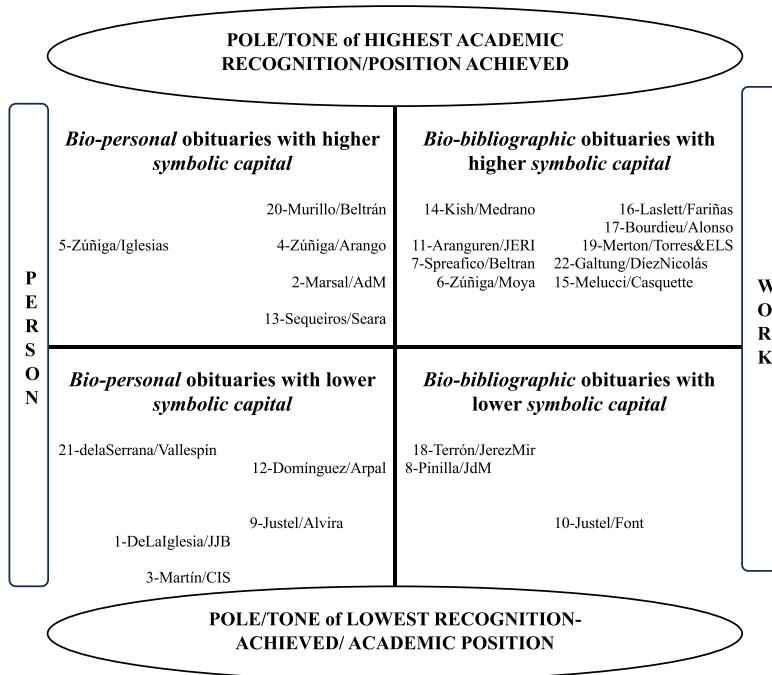 POLE/TONE of HIGHEST ACADEMIC
RECOGNITION/POSITION ACHIEVED
PERSON
Bio-personal obituaries with higher
symbolic capital
20-Murillo/Beltrán
5-Zúñiga/Iglesias
4-Zúñiga/Arango
2-Marsal/AdM
13-Sequeiros/Seara
Bio-bibliographic obituaries with
higher symbolic capital
14-Kish/Medrano
16-Laslett/Fariñas
17-Bourdieu/Alonso
11-Aranguren/JERI
19-Merton/Torres&ELS
7-Spreafico/Beltran
22-Galtung/DíezNicolás
6-Zúñiga/Moya
15-Melucci/Casquette
WORK
Bio-personal obituaries with lower
symbolic capital
21-delaSerrana/Vallespín
12-Domínguez/Arpal
9-Justel/Alvira
1-DeLaIglesia/JJB
3-Martín/CIS
Bio-bibliographic obituaries with
lower symbolic capital
18-Terrón/JerezMir
8-Pinilla/JdM
10-Justel/Font
POLE/TONE of LOWEST RECOGNITION-
ACHIEVED/ ACADEMIC POSITION